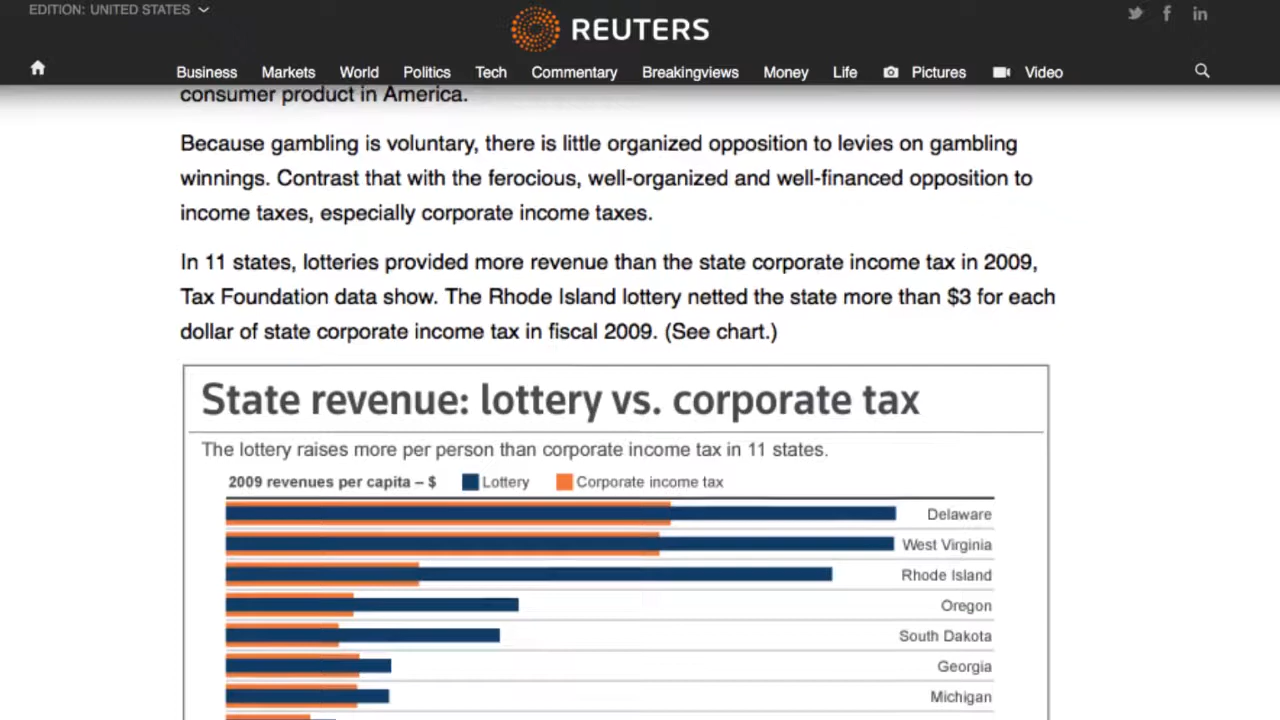 EDITION: UNITED STATES
REUTERS
in
Business Markets World Politics Tech Commentary Breakingviews Money Life Pictures Video
consumer product in America.
Because gambling is voluntary, there is little organized opposition to levies on gambling
winnings. Contrast that with the ferocious, well-organized and well-financed opposition to
income taxes, especially corporate income taxes.
In 11 states, lotteries provided more revenue than the state corporate income tax in 2009,
Tax Foundation data show. The Rhode Island lottery netted the state more than $3 for each
dollar of state corporate income tax in fiscal 2009. (See chart.)
State revenue: lottery vs. corporate tax
The lottery raises more per person than corporate income tax in 11 states.
2009 revenues per capita – $ Lottery Corporate income tax
Delaware
West Virginia
Rhode Island
Oregon
South Dakota
Georgia
Michigan